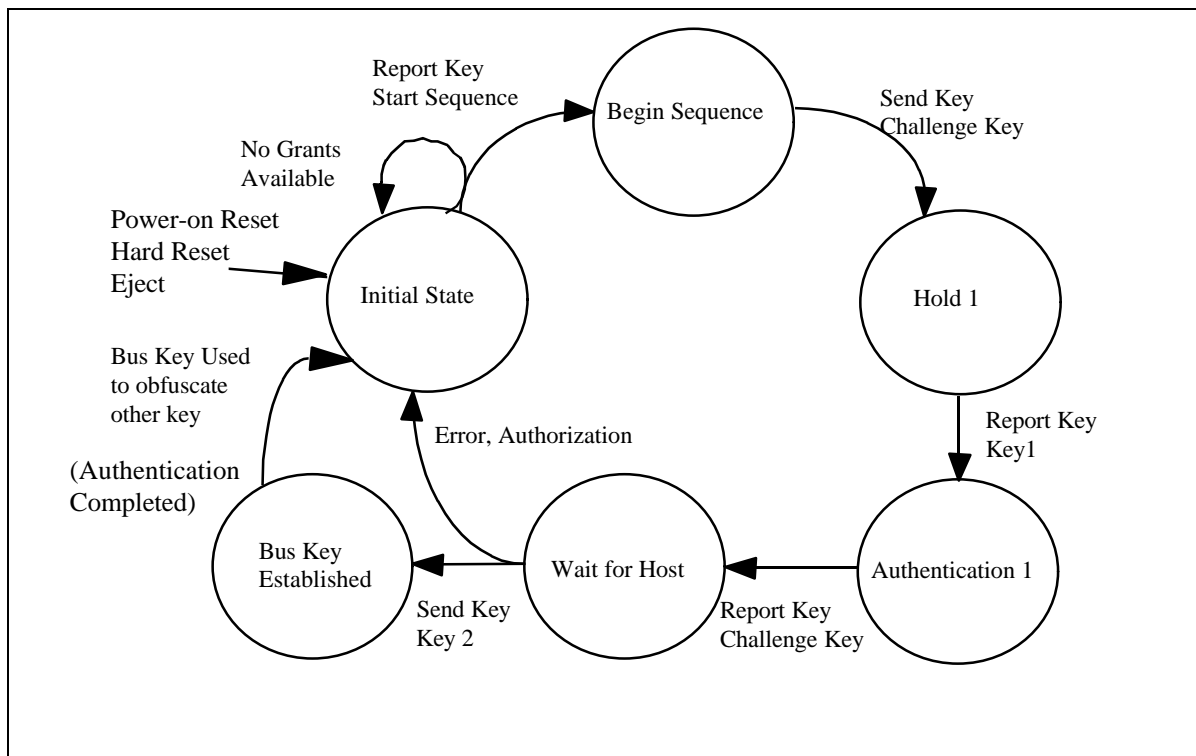 Report Key
Start Sequence
Begin Sequence
Send Key
Challenge Key
No Grants
Available
Power-on Reset
Hard Reset
Eject
Initial State
Hold 1
Bus Key Used
to obfuscate
other key
Error, Authorization
Report Key
Key1
(Authentication
Completed)
Bus Key
Established
Wait for Host
Authentication 1
Send Key
Key 2
Report Key
Challenge Key